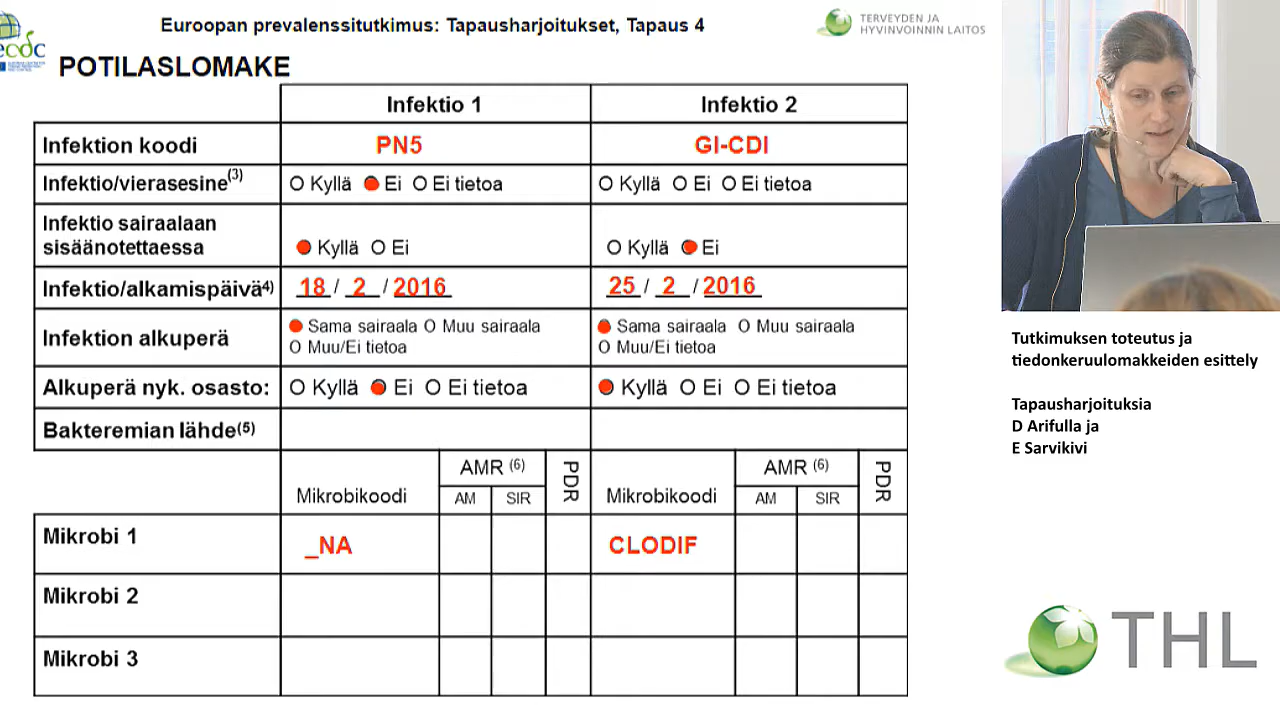 Euroopan prevalenssitutkimus: Tapausharjoitukset, Tapaus 4
TERVEYDEN JA
HYVINVOINNIN LAITOS
ecdc
POTILASLOMAKE
Infektio 1 Infektio 2
Infektion koodi PN5 GI-CDI
Infektio/vierasesine(3) O Kyllä Ei O Ei tietoa O Kyllä O Ei O Ei tietoa
Infektio sairaalaan
sisäänotettaessa Kyllä O Ei O Kyllä Ei
Infektio/alkamispäivä4) 18 / 2 / 2016 25 / 2 / 2016
Infektion alkuperä
Sama sairaala O Muu sairaala
O Muu/Ei tietoa
Sama sairaala O Muu sairaala
O Muu/Ei tietoa
Alkuperä nyk. osasto: O Kyllä Ei O Ei tietoa Kyllä O Ei O Ei tietoa
Bakteremian lähde(5)
Mikrobikoodi AMR (6) AM SIR PDR Mikrobikoodi AMR (6) AM SIR PDR
Mikrobi 1 _NA CLODIF
Mikrobi 2
Mikrobi 3
Tutkimuksen toteutus ja
tiedonkeruulomakkeiden esittely
Tapausharjoituksia
D Arifulla ja
E Sarvikivi
THL